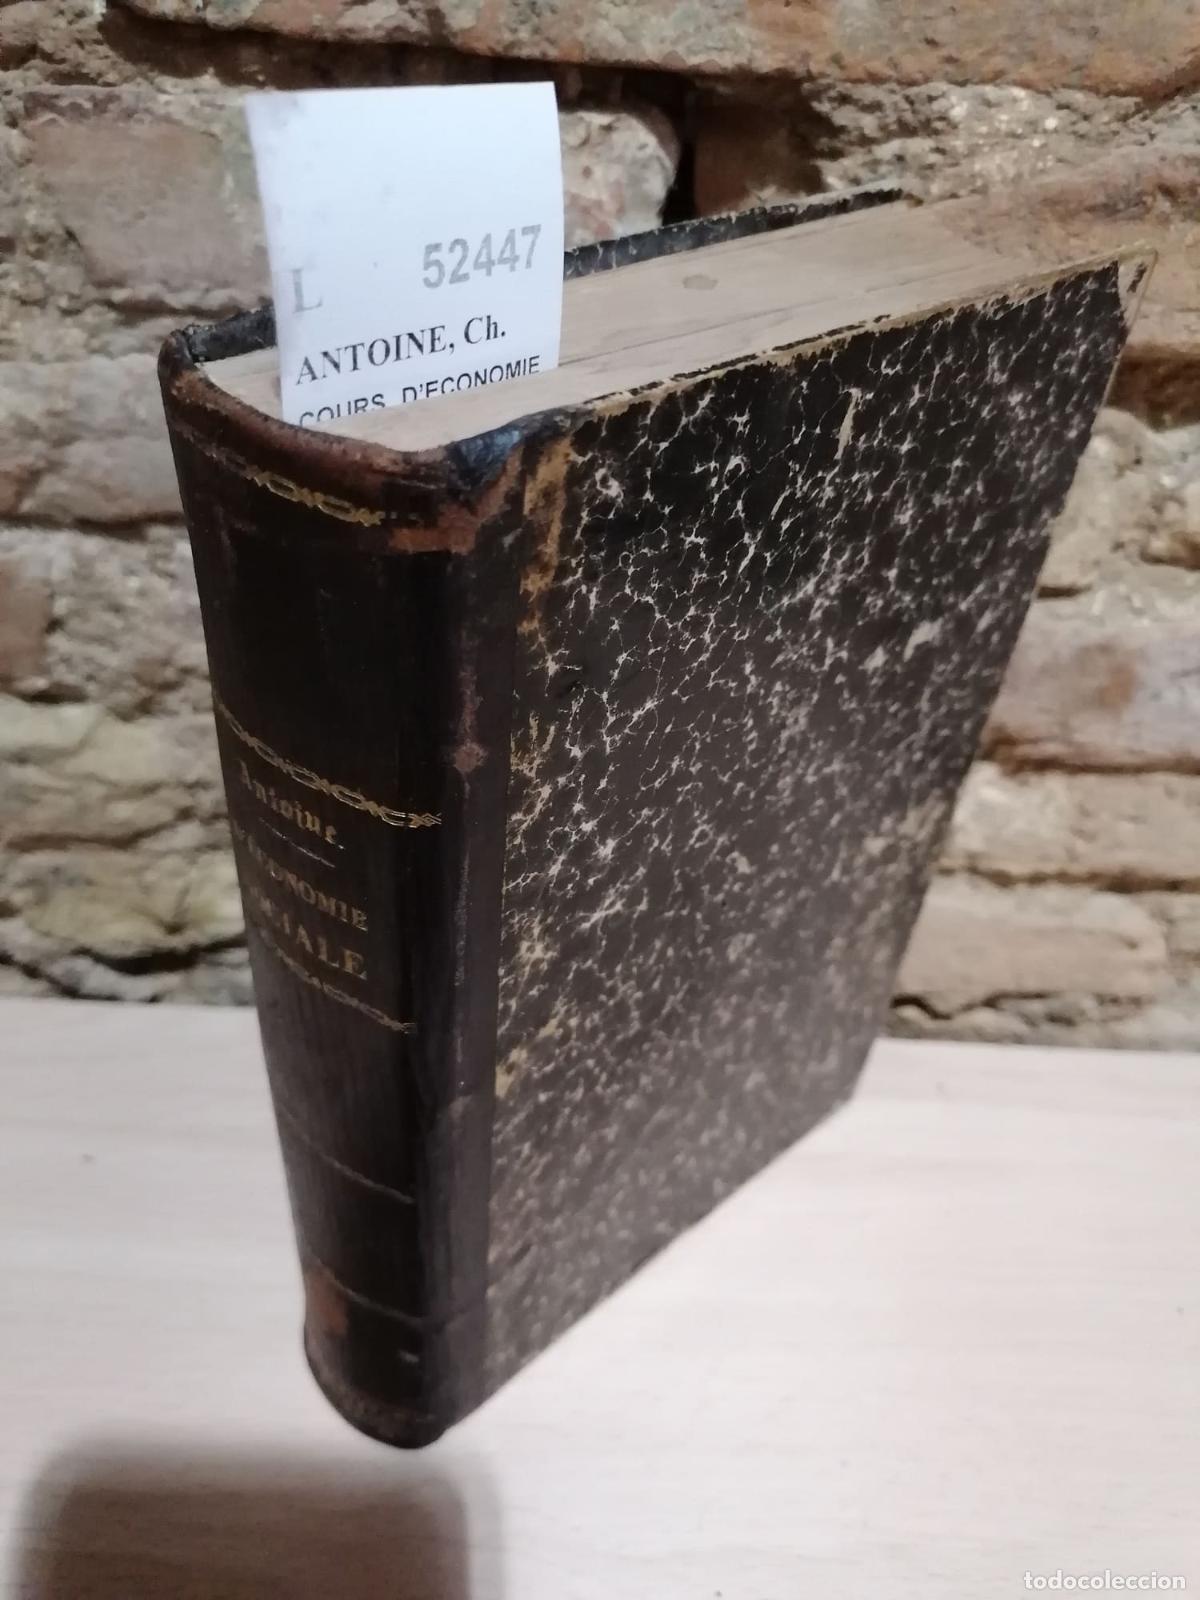 L 52447
ANTOINE, Ch.
COURS D'ECONOMIE
Antoine.
ECONOMIE
SOCIALE
todocoleccion